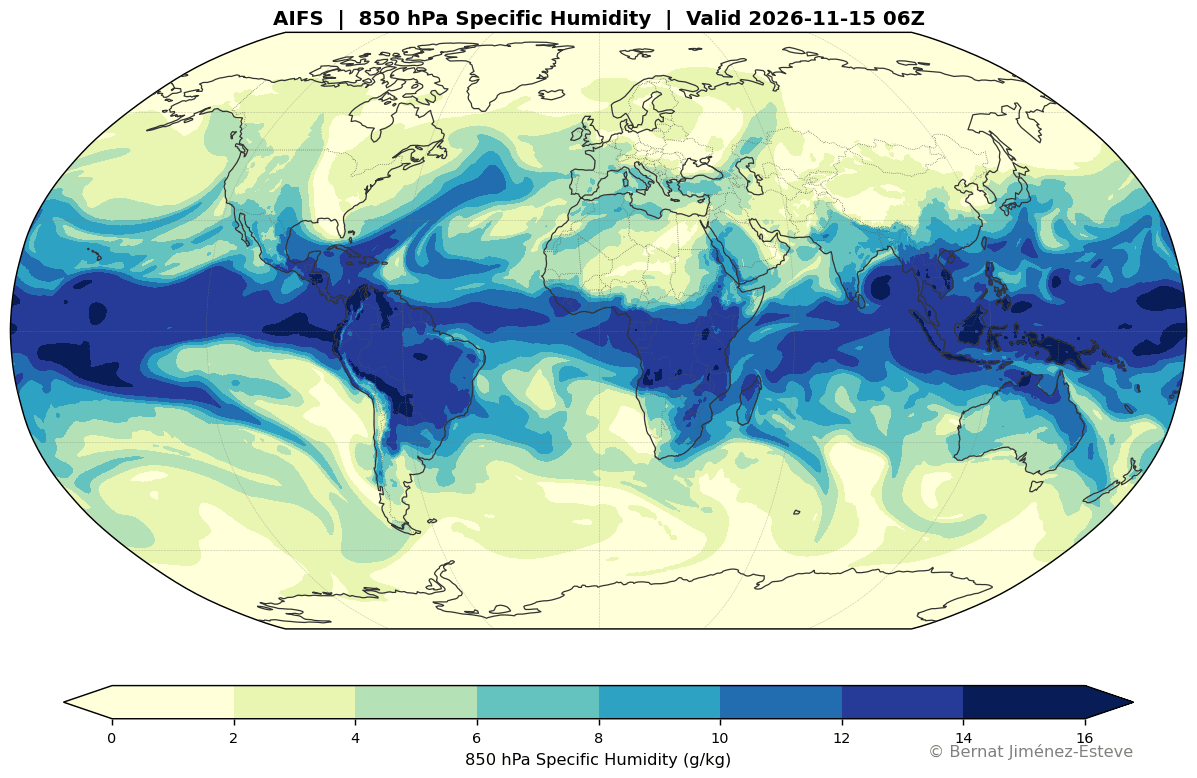 AIFS | 850 hPa Specific Humidity | Valid 2026-11-15 06Z
0 2 4 6 8 10 12 14 16
850 hPa Specific Humidity (g/kg)
© Bernat Jiménez-Esteve